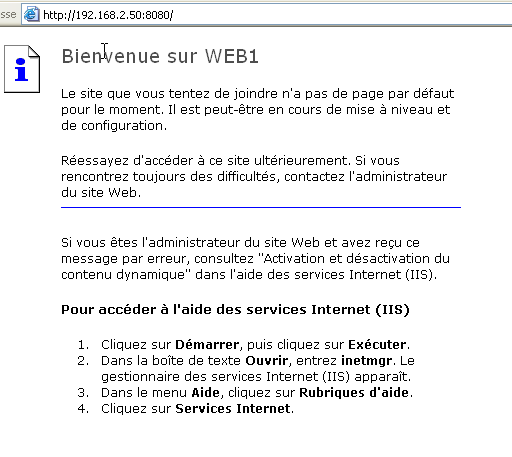 sse http://192.168.2.50:8080/
Bienvenue sur WEB1
Le site que vous tentez de joindre n'a pas de page par défaut
pour le moment. Il est peut-être en cours de mise à niveau et
de configuration.
Réessayez d'accéder à ce site ultérieurement. Si vous
rencontrez toujours des difficultés, contactez l'administrateur
du site Web.
Si vous êtes l'administrateur du site Web et avez reçu ce
message par erreur, consultez "Activation et désactivation du
contenu dynamique" dans l'aide des services Internet (IIS).
Pour accéder à l'aide des services Internet (IIS)
1. Cliquez sur Démarrer, puis cliquez sur Exécuter.
2. Dans la boîte de texte Ouvrir, entrez inetmgr. Le
gestionnaire des services Internet (IIS) apparaît.
3. Dans le menu Aide, cliquez sur Rubriques d'aide.
4. Cliquez sur Services Internet.